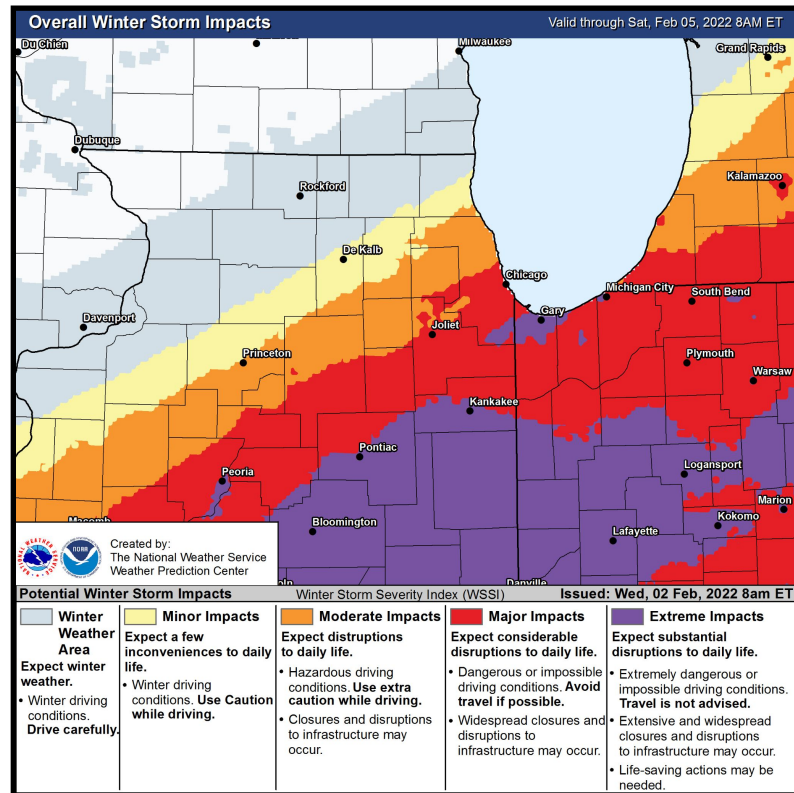 Overall Winter Storm Impacts
Valid through Sat, Feb 05, 2022 8AM ET
Du Chien
Milwaukee
Grand Rapids
Dubuque
Rockford
Kalamazoo
De Kalb
Chicago
Michigan City
South Bend
Gary
Davenport
Joliet
Princeton
Plymouth
Warsaw
Kankakee
Pontiac
Peoria
Logansport
Marion
Macomb
Bloomington
Kokomo
Lafayette
Danville
Created by:
The National Weather Service
Weather Prediction Center
NATIONAL WEATHER SERVICE
NOAA
Potential Winter Storm Impacts
Winter Storm Severity Index (WSSI)
Issued: Wed, 02 Feb, 2022 8am ET
Winter
Weather
Area
Expect winter
weather.
• Winter driving
conditions.
Drive carefully.
Minor Impacts
Expect a few
inconveniences to daily
life.
• Winter driving
conditions. Use Caution
while driving.
Moderate Impacts
Expect distruptions
to daily life.
• Hazardous driving
conditions. Use extra
caution while driving.
• Closures and disruptions
to infrastructure may
occur.
Major Impacts
Expect considerable
disruptions to daily life.
• Dangerous or impossible
driving conditions. Avoid
travel if possible.
• Widespread closures and
disruptions to
infrastructure may occur.
Extreme Impacts
Expect substantial
disruptions to daily life.
• Extremely dangerous or
impossible driving conditions.
Travel is not advised.
• Extensive and widespread
closures and disruptions
to infrastructure may occur.
• Life-saving actions may be
needed.